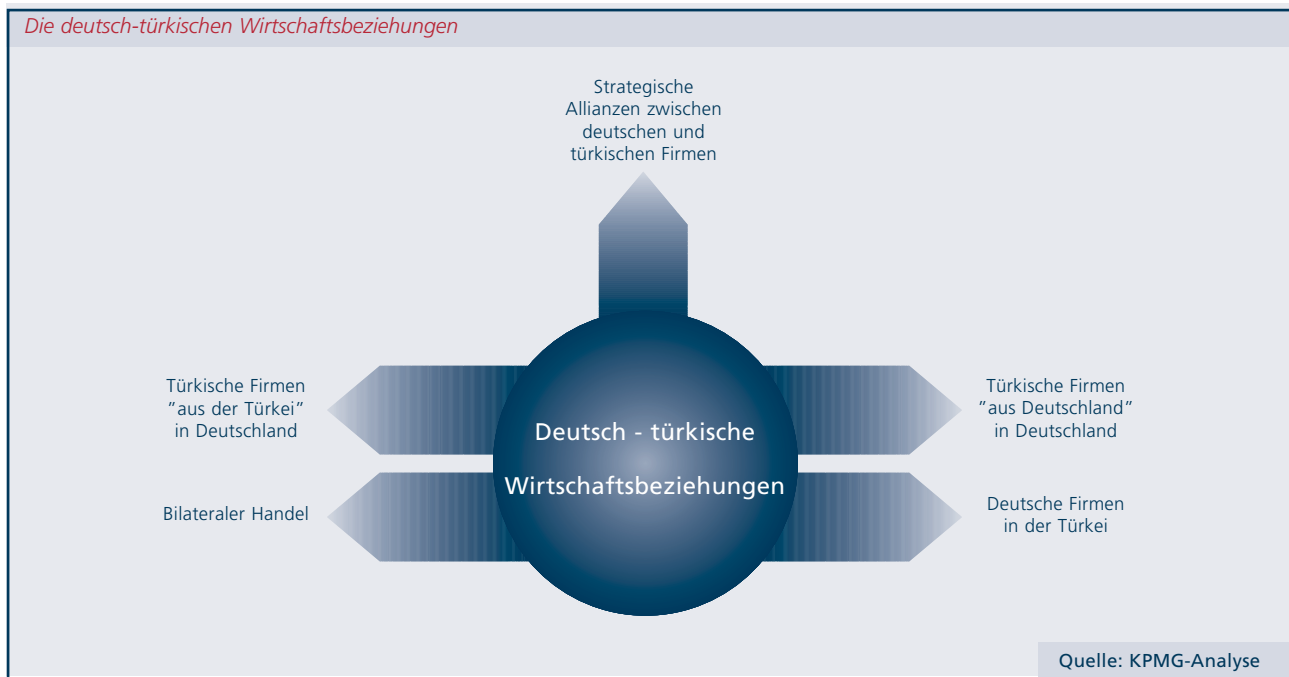 Die deutsch-türkischen Wirtschaftsbeziehungen
Strategische
Allianzen zwischen
deutschen und
türkischen Firmen
Türkische Firmen
”aus der Türkei”
in Deutschland
Türkische Firmen
”aus Deutschland”
in Deutschland
Deutsch - türkische
Wirtschaftsbeziehungen
Bilateraler Handel
Deutsche Firmen
in der Türkei
Quelle: KPMG-Analyse